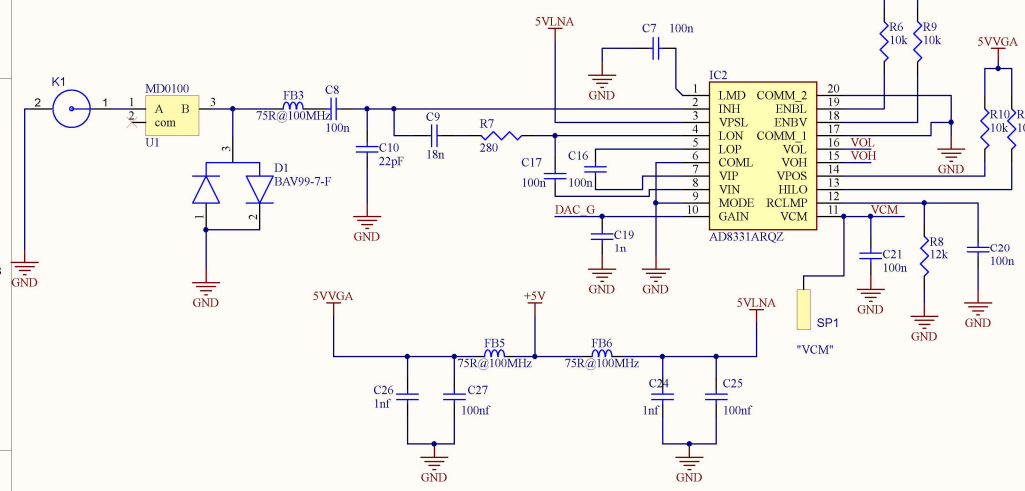 5VLNA
C7 100n
R6
10k
R9
10k
5VVGA
K1
2
1
MD0100
1 A B 3
2 com
U1
FB3
75R@100MHz
C8
100n
GND
IC2
1 LMD COMM_2 20
2 INH ENBL 19
3 VPSL ENBV 18
4 LON COMM_1 17
5 LOP VOL 16 VOL
6 COML VOH 15 VOH
7 VIP VPOS 14
8 VIN HILO 13
9 MODE RCLMP 12
10 GAIN VCM 11 VCM
AD8331ARQZ
R10
10k
R
10
C9
18n
R7
280
C10
22pF
C17
100n
C16
100n
3
D1
BAV99-7-F
1
2
GND
DAC_G
C19
1n
GND
C21
100n
R8
12k
C20
100n
GND
GND
GND
GND
GND
GND
GND
GND
SP1
"VCM"
5VVGA
+5V
5VLNA
FB5
75R@100MHz
FB6
75R@100MHz
C26
1nf
C27
100nf
C24
1nf
C25
100nf
GND
GND